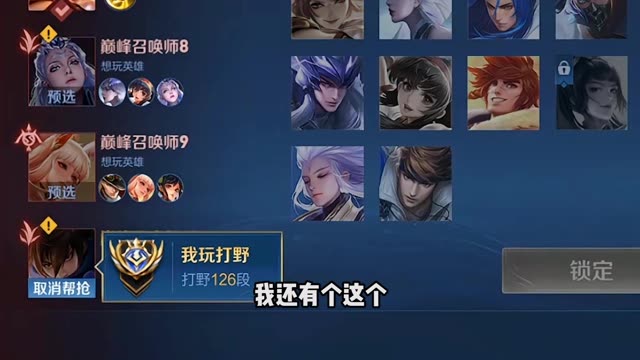 巅峰召唤师8
想玩英雄
预选
巅峰召唤师9
想玩英雄
预选
我玩打野
打野126段
取消帮抢
锁定
我还有个这个